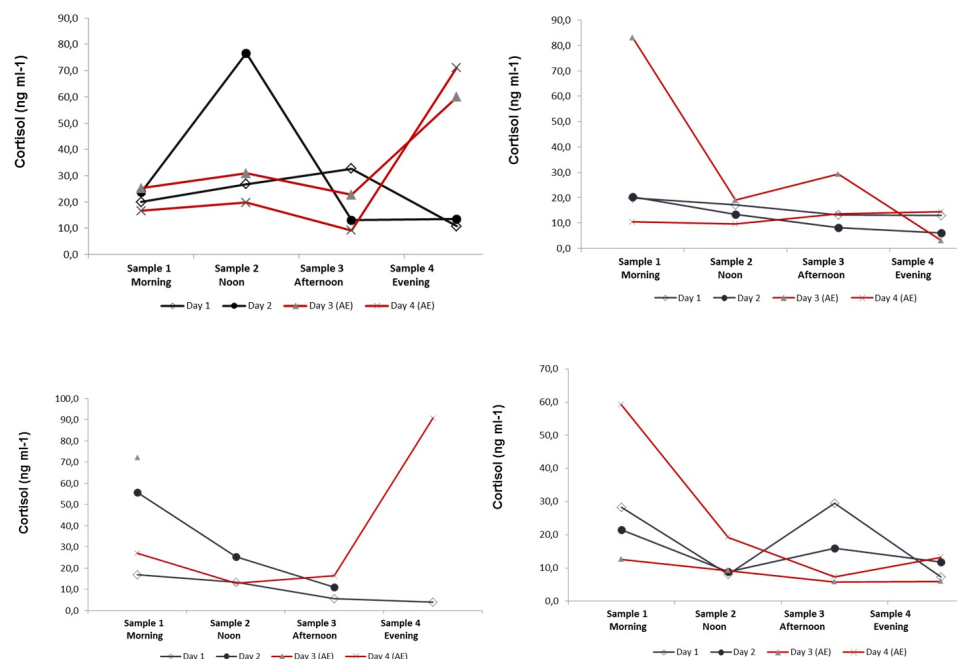 Cortisol (ng ml-1)
90,0
80,0
70,0
60,0
50,0
40,0
30,0
20,0
10,0
0,0
Sample 1 Sample 2 Sample 3 Sample 4
Morning Noon Afternoon Evening
Day 1 Day 2 Day 3 (AE) Day 4 (AE)
Cortisol (ng ml-1)
90,0
80,0
70,0
60,0
50,0
40,0
30,0
20,0
10,0
0,0
Sample 1 Sample 2 Sample 3 Sample 4
Morning Noon Afternoon Evening
Day 1 Day 2 Day 3 (AE) Day 4 (AE)
Cortisol (ng ml-1)
100,0
90,0
80,0
70,0
60,0
50,0
40,0
30,0
20,0
10,0
0,0
Sample 1 Sample 2 Sample 3 Sample 4
Morning Noon Afternoon Evening
Day 1 Day 2 Day 3 (AE) Day 4 (AE)
Cortisol (ng ml-1)
70,0
60,0
50,0
40,0
30,0
20,0
10,0
0,0
Sample 1 Sample 2 Sample 3 Sample 4
Morning Noon Afternoon Evening
Day 1 Day 2 Day 3 (AE) Day 4 (AE)